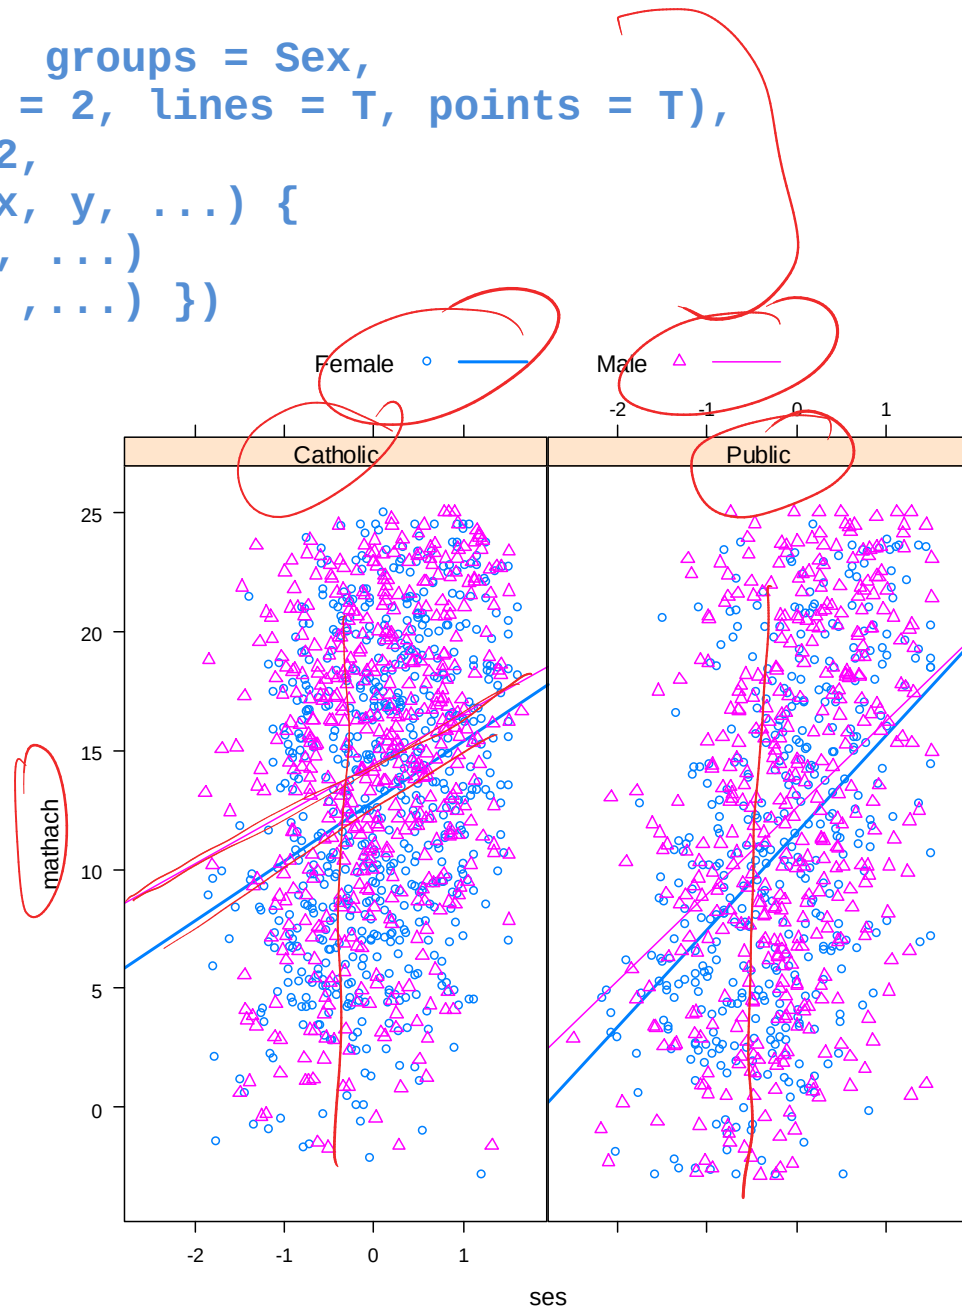 groups = Sex,
= 2, lines = T, points = T),
2,
x, y, ...) {
, ...)
,...) })
Female
Male
-2 -1 0 1
Catholic
Public
25
20
15
10
5
0
mathach
-2 -1 0 1
ses